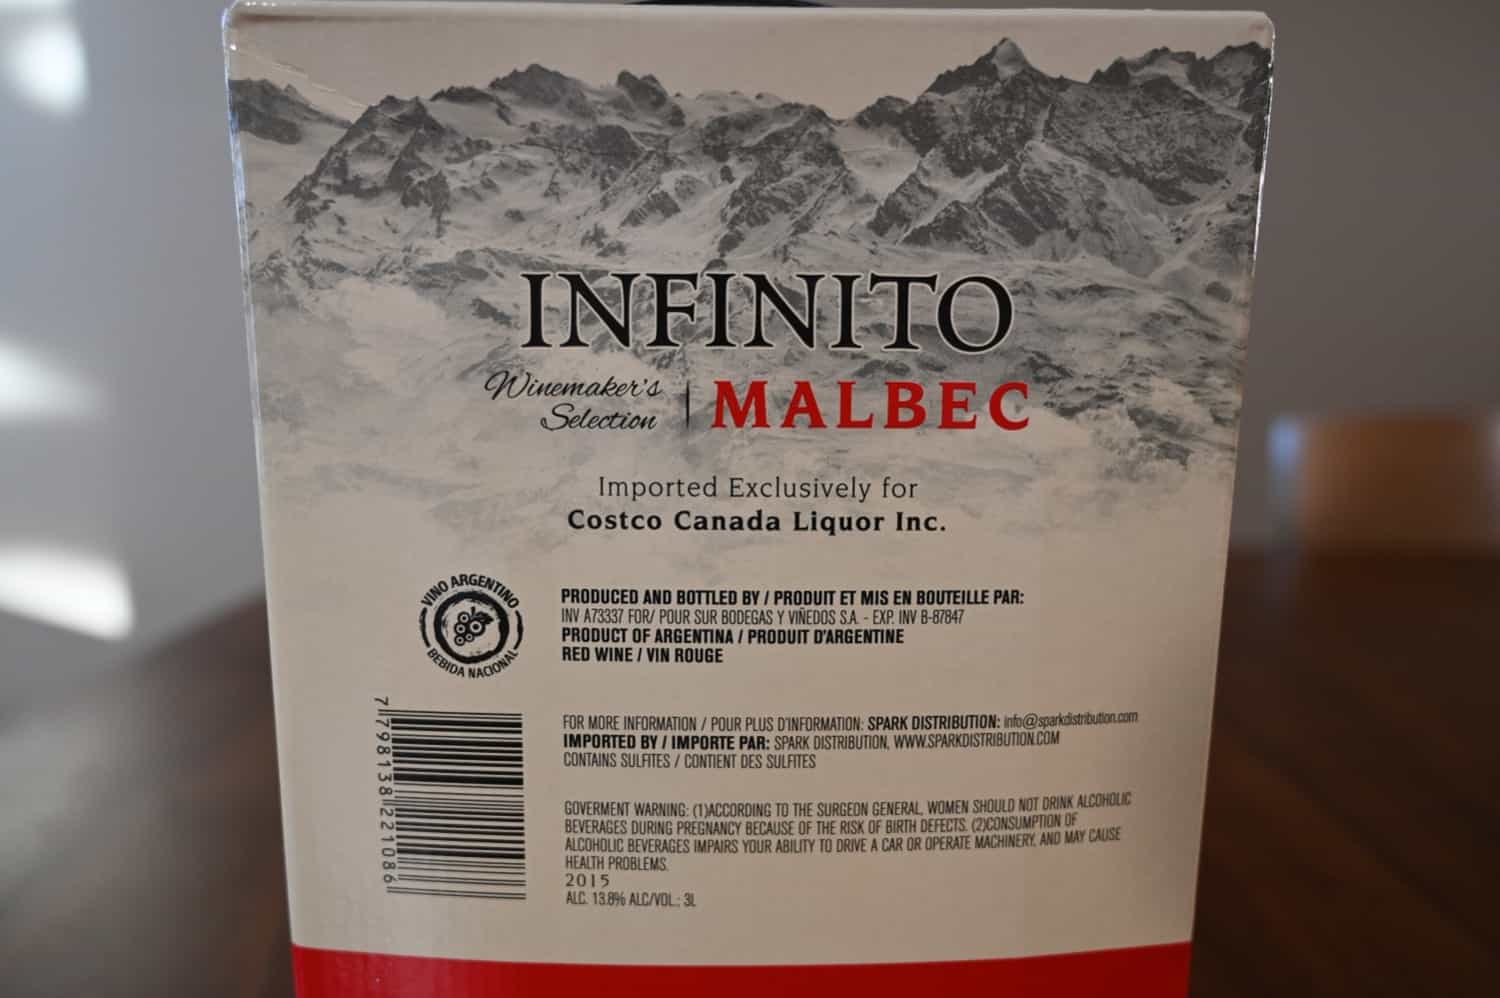 INFINITO
Winemaker's
Selection
MALBEC
Imported Exclusively for
Costco Canada Liquor Inc.
VINO ARGENTINO
BEBIDA NACIONAL
PRODUCED AND BOTTLED BY / PRODUIT ET MIS EN BOUTEILLE PAR:
INV A73337 FOR/ POUR SUR BODEGAS Y VIÑEDOS S.A. - EXP. INV B-87847
PRODUCT OF ARGENTINA / PRODUIT D'ARGENTINE
RED WINE / VIN ROUGE
7 798138 221086
FOR MORE INFORMATION / POUR PLUS D'INFORMATION: SPARK DISTRIBUTION: info@sparkdistribution.com
IMPORTED BY / IMPORTE PAR: SPARK DISTRIBUTION, WWW.SPARKDISTRIBUTION.COM
CONTAINS SULFITES / CONTIENT DES SULFITES
GOVERMENT WARNING: (1)ACCORDING TO THE SURGEON GENERAL, WOMEN SHOULD NOT DRINK ALCOHOLIC
BEVERAGES DURING PREGNANCY BECAUSE OF THE RISK OF BIRTH DEFECTS. (2)CONSUMPTION OF
ALCOHOLIC BEVERAGES IMPAIRS YOUR ABILITY TO DRIVE A CAR OR OPERATE MACHINERY, AND MAY CAUSE
HEALTH PROBLEMS.
2015
ALC. 13.8% ALC/VOL.: 3L